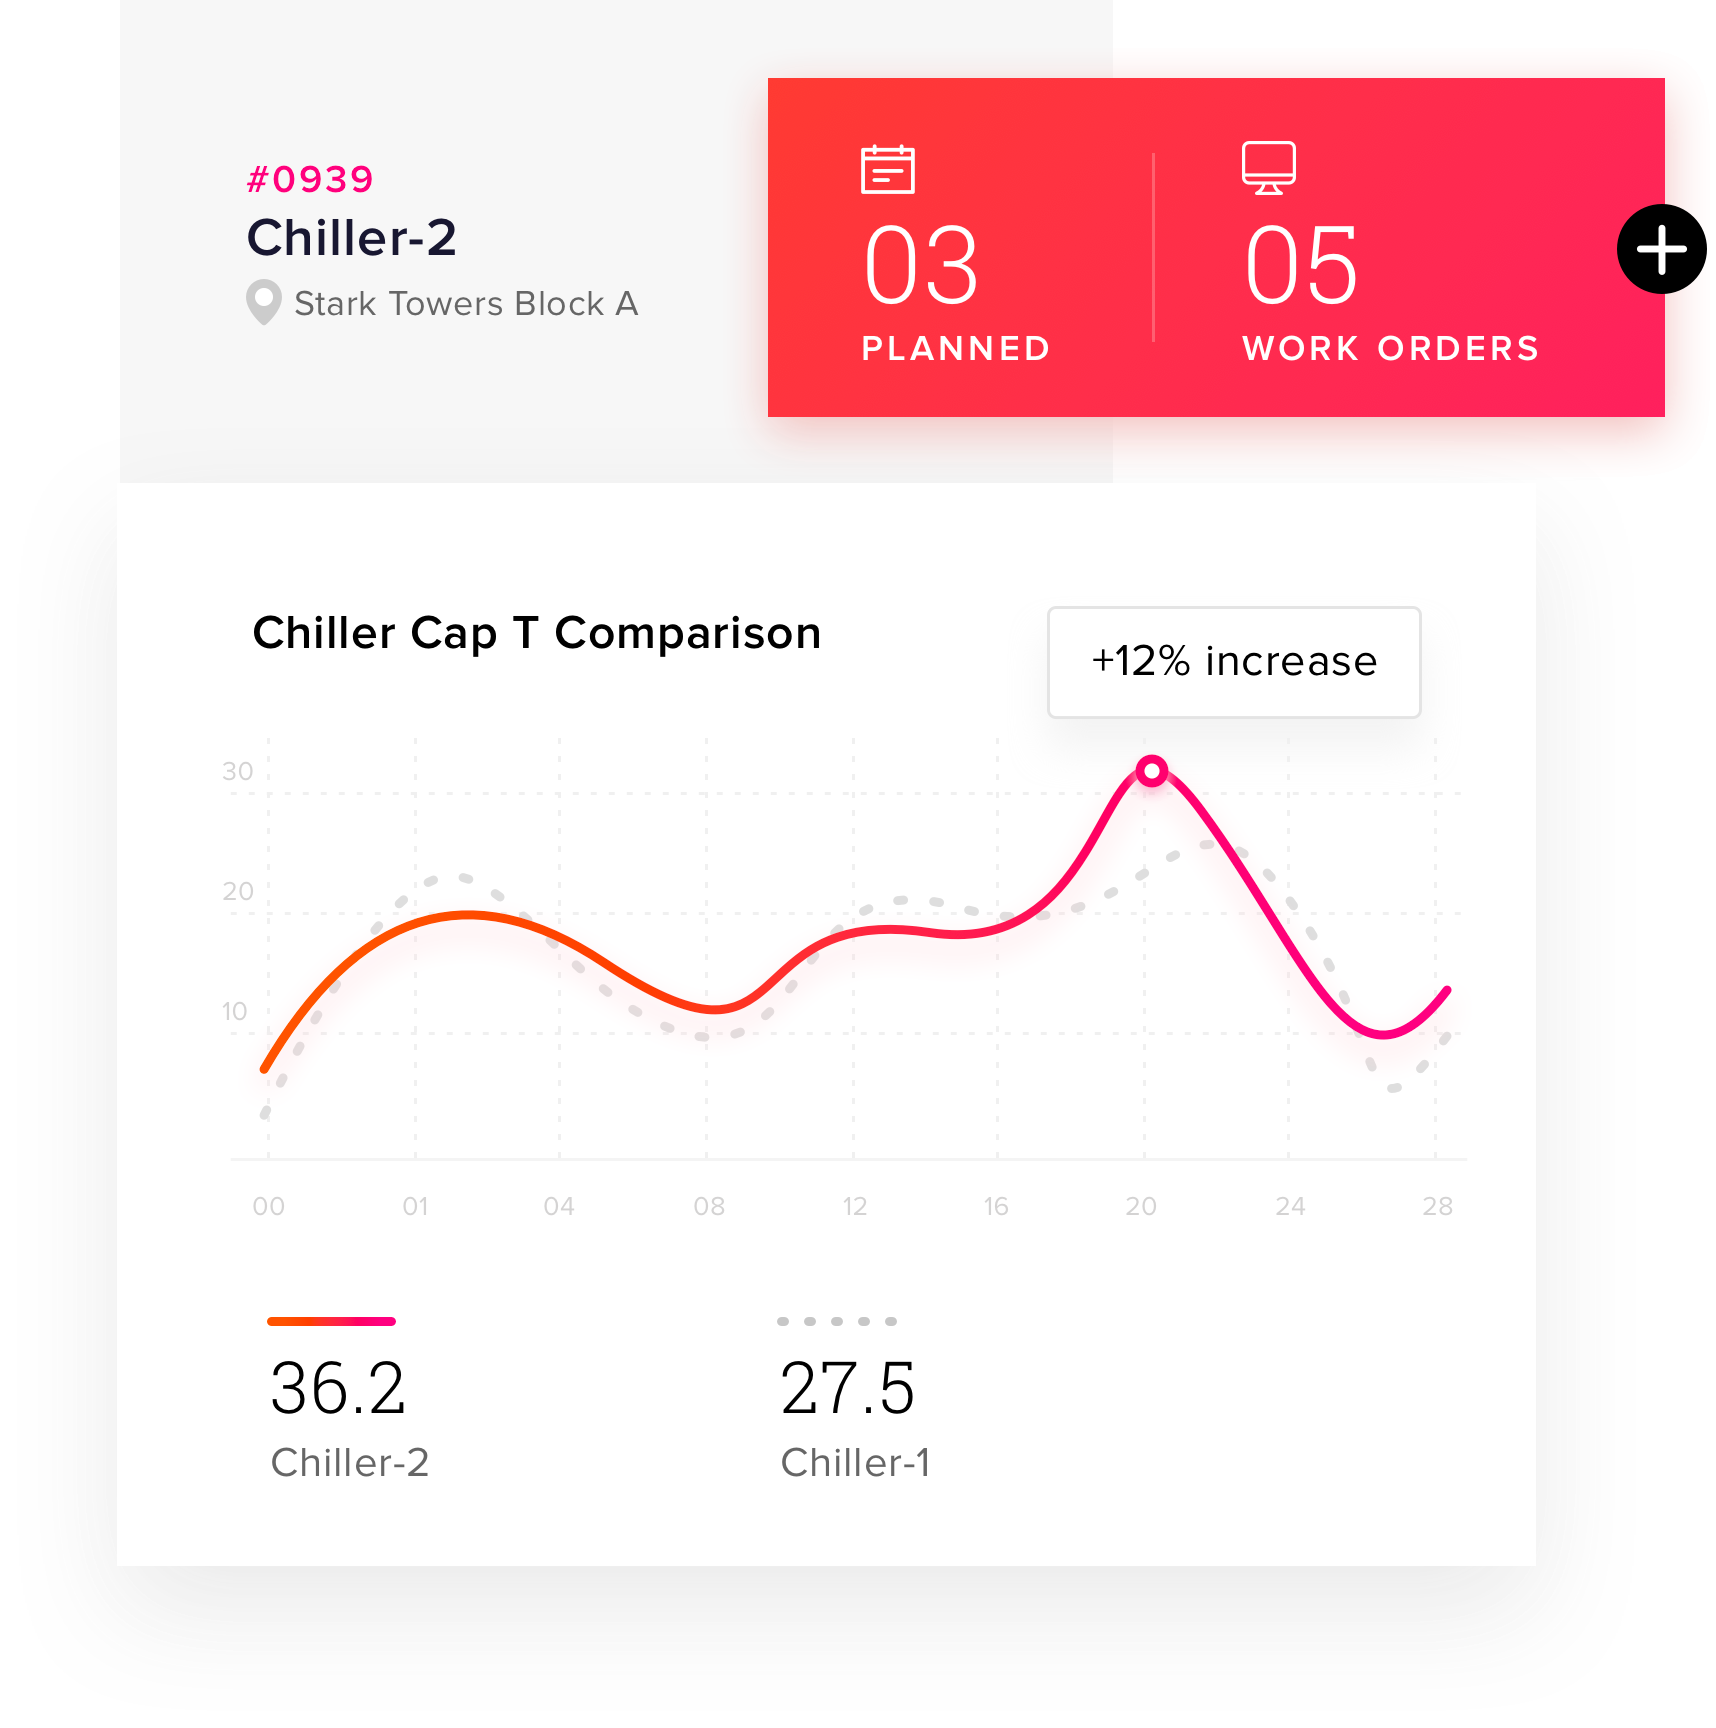 #0939
Chiller-2
Stark Towers Block A
03
PLANNED
05
WORK ORDERS
Chiller Cap T Comparison
+12% increase
30
20
10
00 01 04 08 12 16 20 24 28
36.2
Chiller-2
27.5
Chiller-1